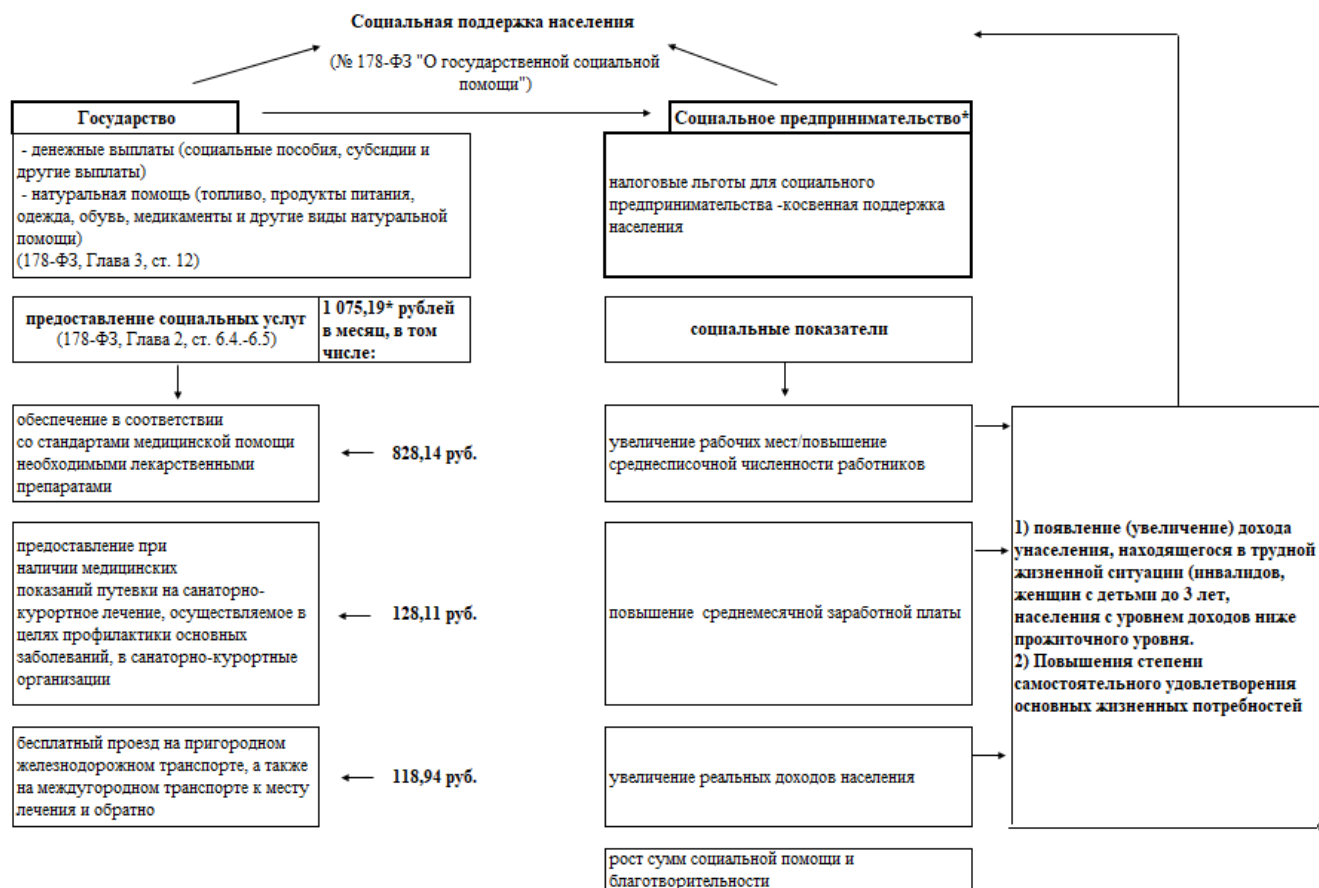 Социальная поддержка населения
(№ 178-ФЗ "О государственной социальной
помощи")
Государство
Социальное предпринимательство*
- денежные выплаты (социальные пособия, субсидии и
другие выплаты)
- натуральная помощь (топливо, продукты питания,
одежда, обувь, медикаменты и другие виды натуральной
помощи)
(178-ФЗ, Глава 3, ст. 12)
налоговые льготы для социального
предпринимательства -косвенная поддержка
населения
предоставление социальных услуг
(178-ФЗ, Глава 2, ст. 6.4.-6.5)
1 075,19* рублей
в месяц, в том
числе:
социальные показатели
обеспечение в соответствии
со стандартами медицинской помощи
необходимыми лекарственными
препаратами
828,14 руб.
увеличение рабочих мест/повышение
среднесписочной численности работников
предоставление при
наличии медицинских
показаний путевки на санаторно-
курортное лечение, осуществляемое в
целях профилактики основных
заболеваний, в санаторно-курортные
организации
128,11 руб.
повышение среднемесячной заработной платы
1) появление (увеличение) дохода
унаселения, находящегося в трудной
жизненной ситуации (инвалидов,
женщин с детьми до 3 лет,
населения с уровнем доходов ниже
прожиточного уровня.
2) Повышения степени
самостоятельного удовлетворения
основных жизненных потребностей
бесплатный проезд на пригородном
железнодорожном транспорте, а также
на междугородном транспорте к месту
лечения и обратно
118,94 руб.
увеличение реальных доходов населения
рост сумм социальной помощи и
благотворительности